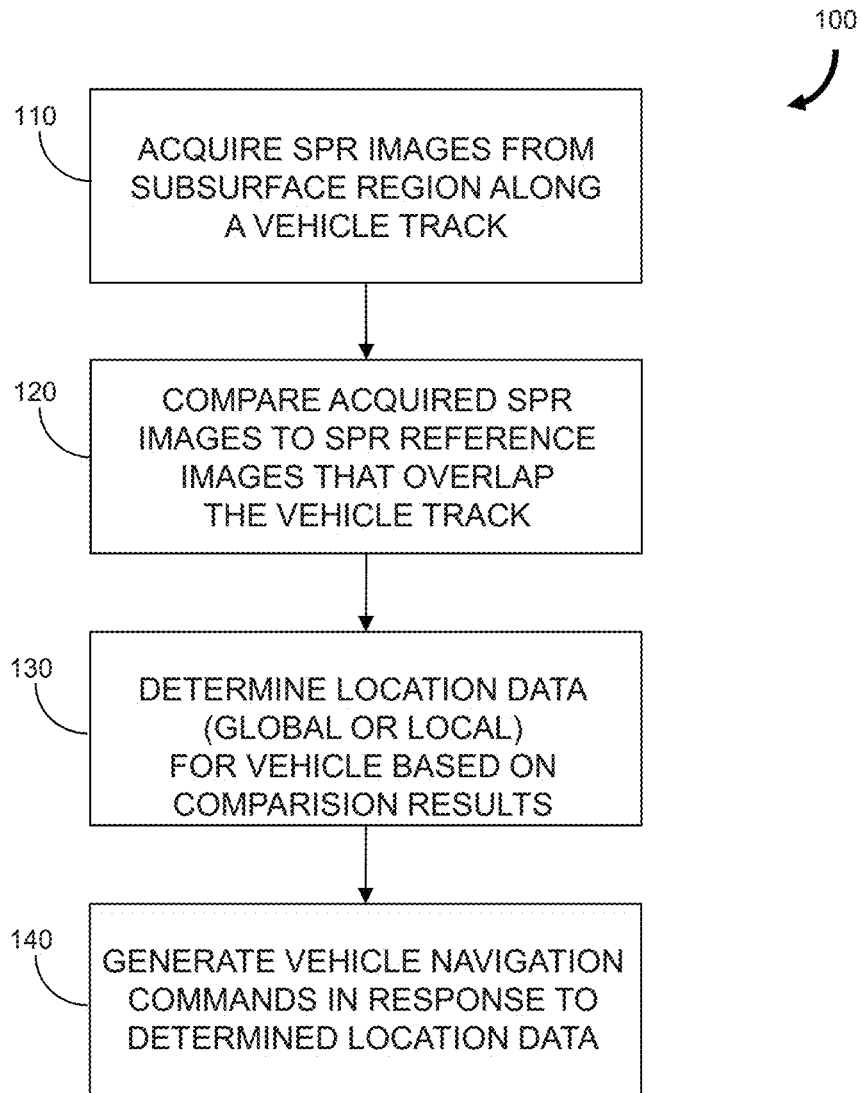 100
110
ACQUIRE SPR IMAGES FROM
SUBSURFACE REGION ALONG
A VEHICLE TRACK
120
COMPARE ACQUIRED SPR
IMAGES TO SPR REFERENCE
IMAGES THAT OVERLAP
THE VEHICLE TRACK
130
DETERMINE LOCATION DATA
(GLOBAL OR LOCAL)
FOR VEHICLE BASED ON
COMPARISION RESULTS
140
GENERATE VEHICLE NAVIGATION
COMMANDS IN RESPONSE TO
DETERMINED LOCATION DATA